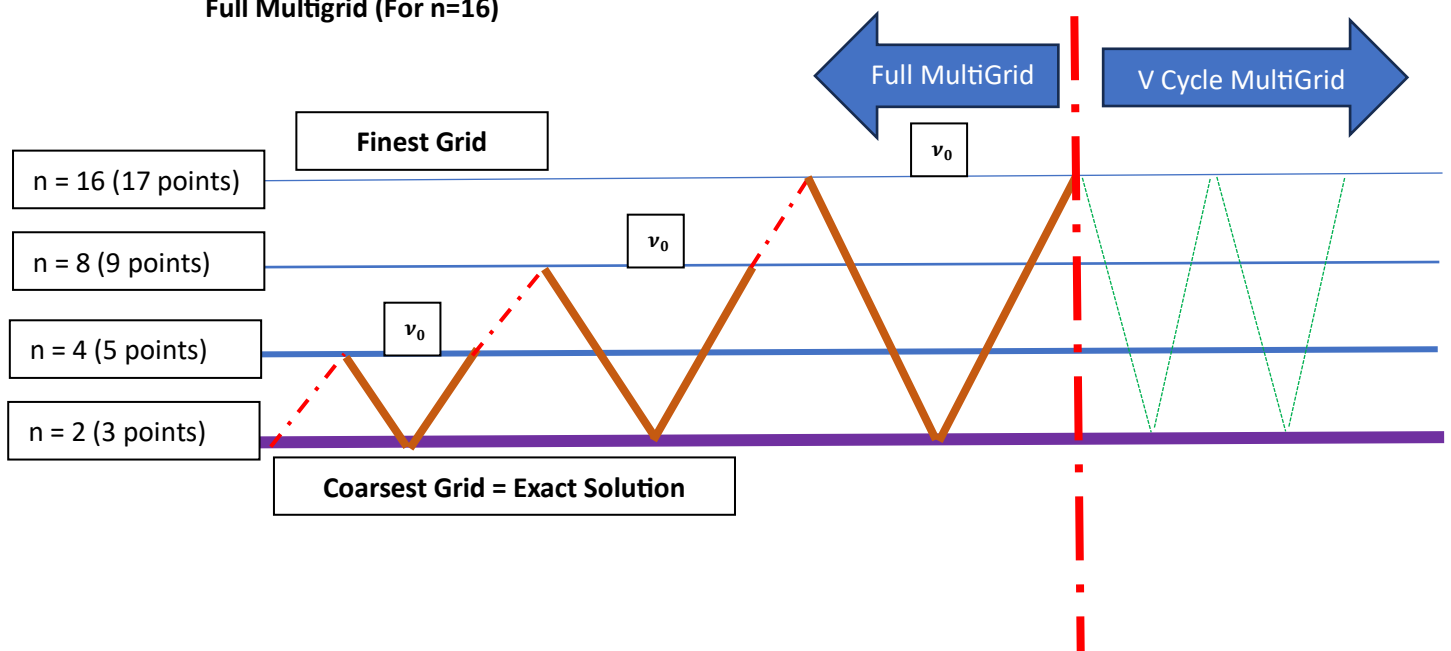 Full Multigrid (For n=16)
Full MultiGrid
V Cycle MultiGrid
Finest Grid
ν₀
n = 16 (17 points)
ν₀
n = 8 (9 points)
ν₀
n = 4 (5 points)
n = 2 (3 points)
Coarsest Grid = Exact Solution